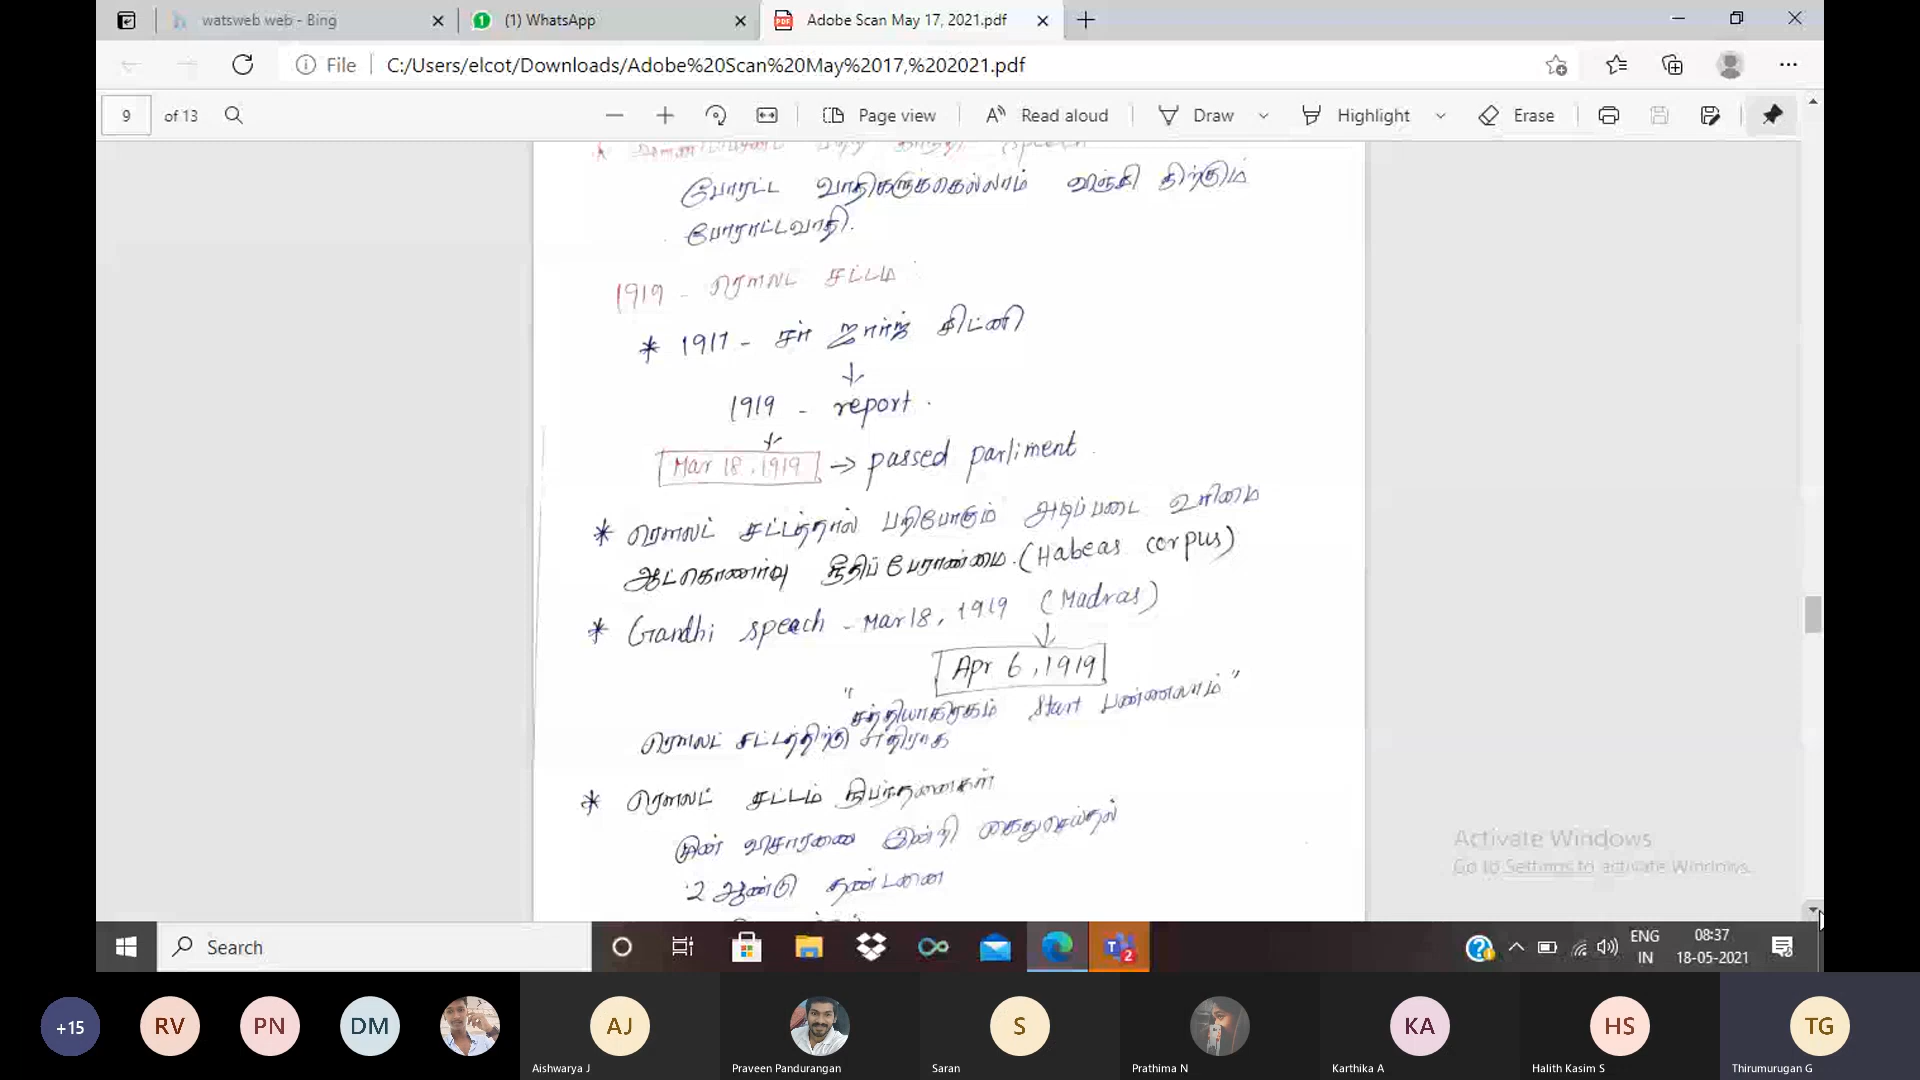 watsweb web - Bing
(1) WhatsApp
Adobe Scan May 17, 2021.pdf
File
C:/Users/elcot/Downloads/Adobe%20Scan%20May%2017,%202021.pdf
9 of 13
Page view
Read aloud
Draw
Highlight
Erase
போரட்ட வாதிகளுக்கெல்லாம் விஞ்சி நிற்கும்
போராட்டவாதி.
1919 - ரௌலட் சட்டம்
* 1917 - சர் ஜார்ஜ் சிட்னி
1919 - report.
Mar 18, 1919 → passed parliment.
* ரௌலட் சட்டத்தால் பறிபோகும் அடிப்படை உரிமை
ஆட்கொணர்வு நீதிப்பேராண்மை. (Habeas corpus)
* Gandhi speach - Mar 18, 1919 (Madras)
Apr 6, 1919
"சத்தியாகிரகம் Start பண்ணலாம்"
ரௌலட் சட்டத்திற்கு எதிராக
* ரௌலட் சட்டம் நிபந்தனைகள்
முன் விசாரணை இன்றி கைதுசெய்தல்
2 ஆண்டு தண்டனை
Activate Windows
Go to Settings to activate Windows.
Search
2
ENG
IN
08:37
18-05-2021
+15
RV
PN
DM
AJ
S
KA
HS
TG
Aishwarya J
Praveen Pandurangan
Saran
Prathima N
Karthika A
Halith Kasim S
Thirumurugan G